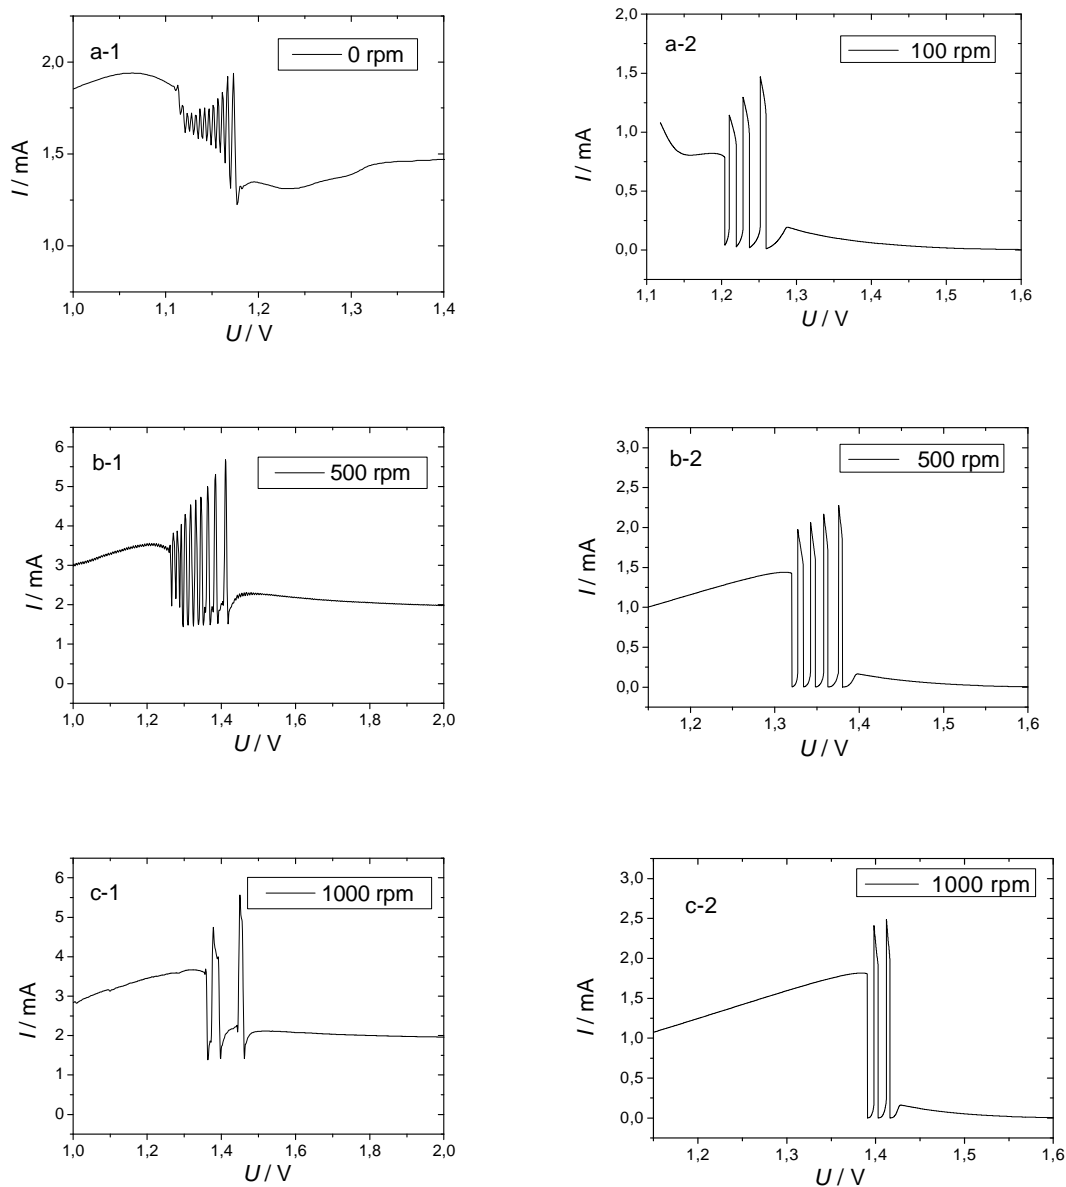 a-1
0 rpm
2,0
1,5
1,0
I / mA
1,0 1,1 1,2 1,3 1,4
U / V
a-2
100 rpm
2,0
1,5
1,0
0,5
0,0
I / mA
1,1 1,2 1,3 1,4 1,5 1,6
U / V
b-1
500 rpm
6
5
4
3
2
1
0
I / mA
1,0 1,2 1,4 1,6 1,8 2,0
U / V
b-2
500 rpm
3,0
2,5
2,0
1,5
1,0
0,5
0,0
I / mA
1,2 1,3 1,4 1,5 1,6
U / V
c-1
1000 rpm
6
5
4
3
2
1
0
I / mA
1,0 1,2 1,4 1,6 1,8 2,0
U / V
c-2
1000 rpm
3,0
2,5
2,0
1,5
1,0
0,5
0,0
I / mA
1,2 1,3 1,4 1,5 1,6
U / V